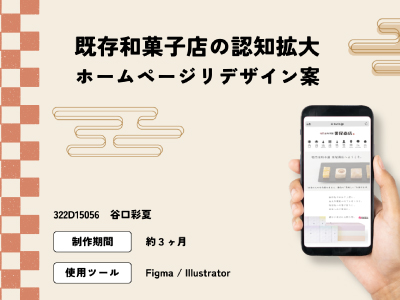 既存和菓子店の認知拡大
ホームページリデザイン案
322D15056 谷口彩夏
制作期間 約３ヶ月
使用ツール Figma / Illustrator